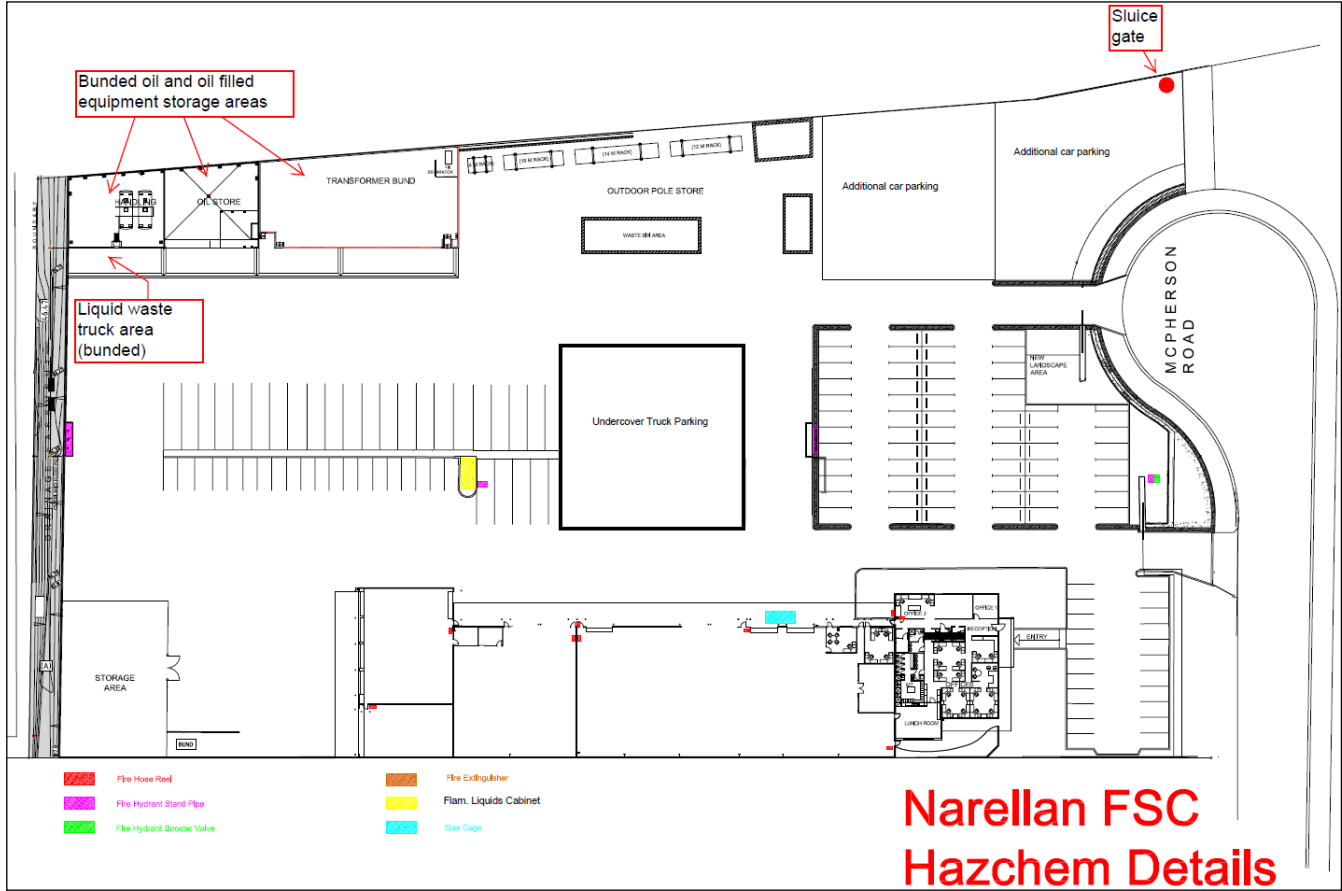 Sluice
gate
Bunded oil and oil filled
equipment storage areas
TRANSFORMER BUND
SEPARATOR
(10 M RACK)
(14 M RACK)
(12 M RACK)
OUTDOOR POLE STORE
HANDLING
OIL STORE
WASTE BIN AREA
Additional car parking
Additional car parking
BOUNDARY
Liquid waste
truck area
(bunded)
MCPHERSON
ROAD
NEW
LANDSCAPE
AREA
Undercover Truck Parking
DRAINAGE
STORAGE
AREA
BUND
OFFICE 2
OFFICE 1
RECEPTION
ENTRY
OFFICES
LUNCH ROOM
(A)
Fire Hose Reel
Fire Hydrant Stand Pipe
Fire Hydrant Booster Valve
Fire Extinguisher
Flam. Liquids Cabinet
Gas Cage
Narellan FSC
Hazchem Details